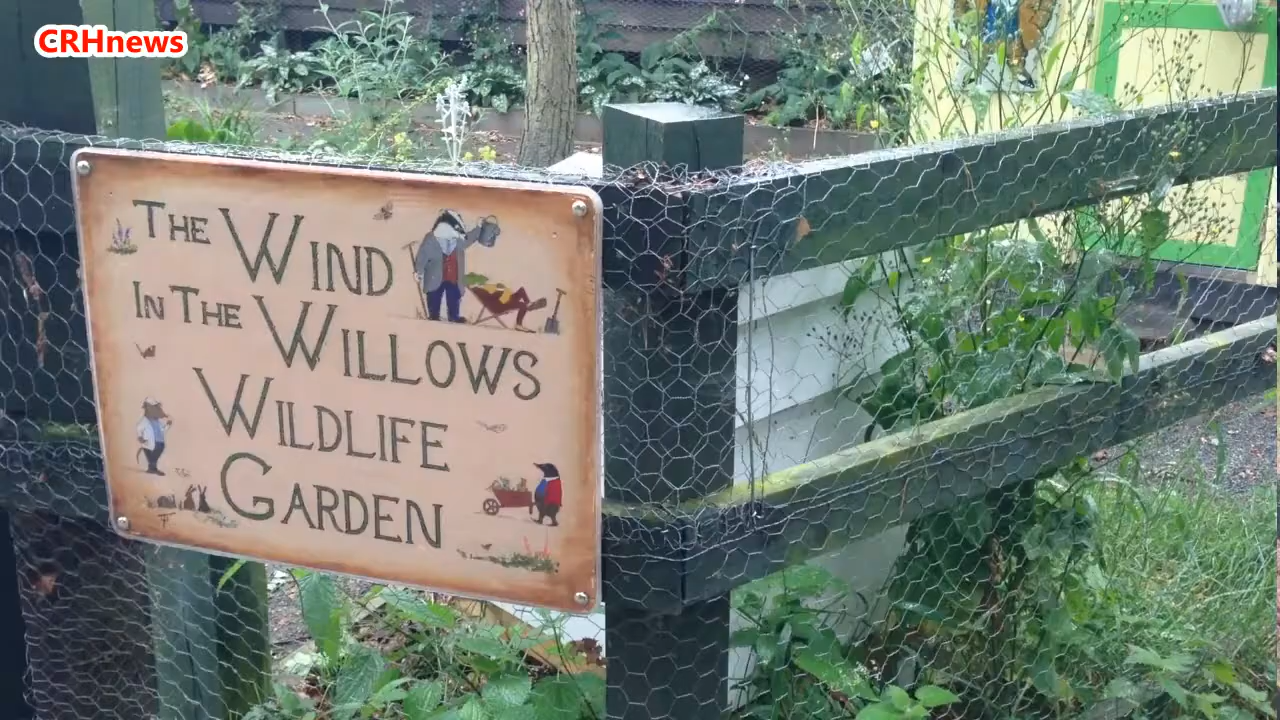 CRHnews
THE WIND
IN THE WILLOWS
WILDLIFE
GARDEN